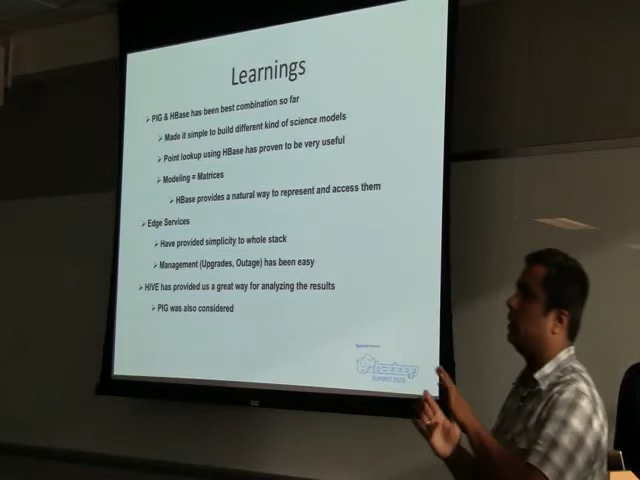 Learnings
➢ PIG & HBase has been best combination so far
➢ Made it simple to build different kind of science models
➢ Point lookup using HBase has proven to be very useful
➢ Modeling = Matrices
➢ HBase provides a natural way to represent and access them
➢ Edge Services
➢ Have provided simplicity to whole stack
➢ Management (Upgrades, Outage) has been easy
➢ HIVE has provided us a great way for analyzing the results
➢ PIG was also considered
hadoop